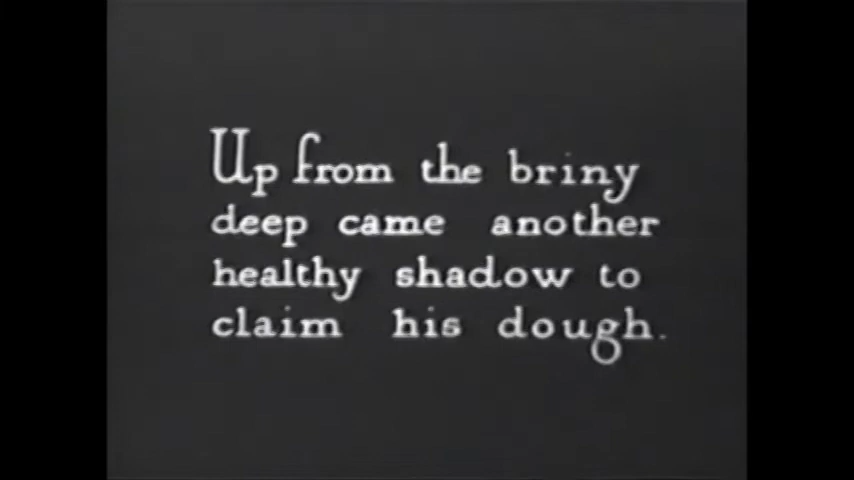 Up from the briny
deep came another
healthy shadow to
claim his dough.